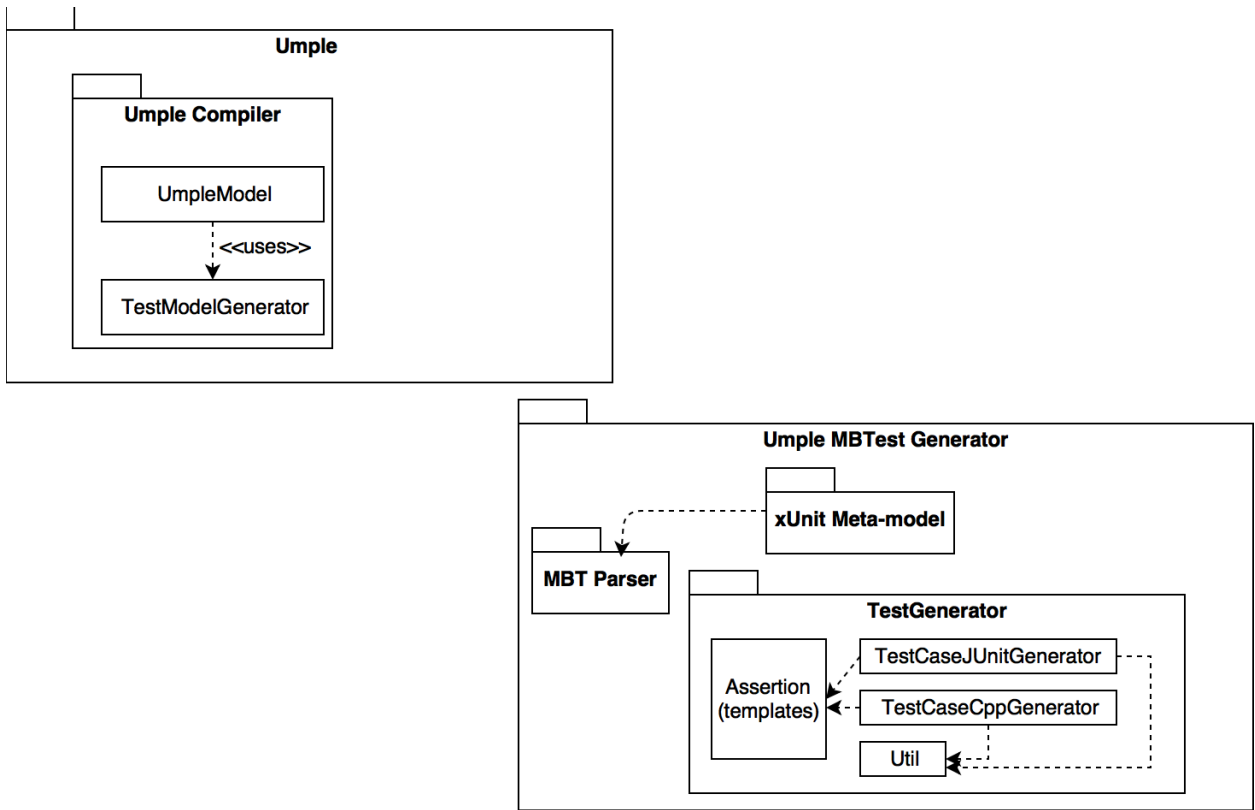 Umple
Umple Compiler
UmpleModel
<<uses>>
TestModelGenerator
Umple MBTest Generator
xUnit Meta-model
MBT Parser
TestGenerator
TestCaseJUnitGenerator
Assertion
(templates)
TestCaseCppGenerator
Util